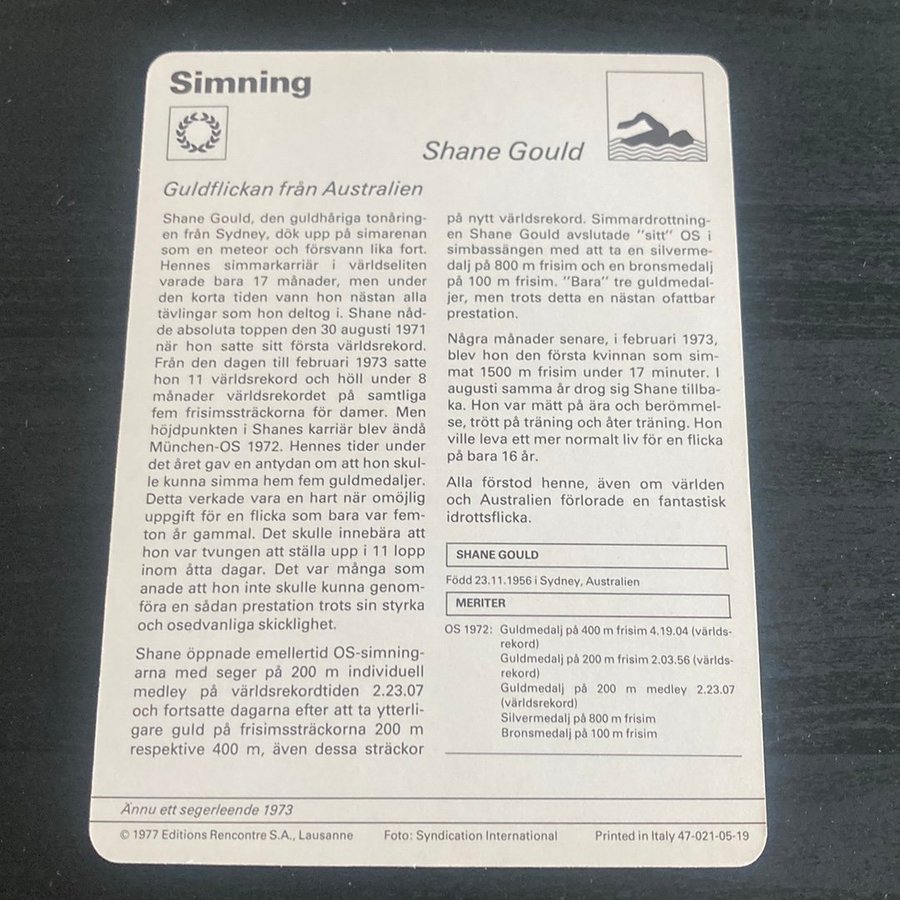 Simning
Shane Gould
Guldflickan från Australien
Shane Gould, den guldhåriga tonåring-
en från Sydney, dök upp på simarenan
som en meteor och försvann lika fort.
Hennes simmarkarriär i världseliten
varade bara 17 månader, men under
den korta tiden vann hon nästan alla
tävlingar som hon deltog i. Shane nåd-
de absoluta toppen den 30 augusti 1971
när hon satte sitt första världsrekord.
Från den dagen till februari 1973 satte
hon 11 världsrekord och höll under 8
månader världsrekordet på samtliga
fem frisimssträckorna för damer. Men
höjdpunkten i Shanes karriär blev ändå
München-OS 1972. Hennes tider under
det året gav en antydan om att hon skul-
le kunna simma hem fem guldmedaljer.
Detta verkade vara en hart när omöjlig
uppgift för en flicka som bara var fem-
ton år gammal. Det skulle innebära att
hon var tvungen att ställa upp i 11 lopp
inom åtta dagar. Det var många som
anade att hon inte skulle kunna genom-
föra en sådan prestation trots sin styrka
och osedvanliga skicklighet.
Shane öppnade emellertid OS-simning-
arna med seger på 200 m individuell
medley på världsrekordtiden 2.23.07
och fortsatte dagarna efter att ta ytterli-
gare guld på frisimssträckorna 200 m
respektive 400 m, även dessa sträckor
på nytt världsrekord. Simmardrottning-
en Shane Gould avslutade "sitt" OS i
simbassängen med att ta en silverme-
dalj på 800 m frisim och en bronsmedalj
på 100 m frisim. "Bara" tre guldmedal-
jer, men trots detta en nästan ofattbar
prestation.
Några månader senare, i februari 1973,
blev hon den första kvinnan som sim-
mat 1500 m frisim under 17 minuter. I
augusti samma år drog sig Shane tillba-
ka. Hon var mätt på ära och berömmel-
se, trött på träning och åter träning. Hon
ville leva ett mer normalt liv för en flicka
på bara 16 år.
Alla förstod henne, även om världen
och Australien förlorade en fantastisk
idrottsflicka.
SHANE GOULD
Född 23.11.1956 i Sydney, Australien
MERITER
OS 1972: Guldmedalj på 400 m frisim 4.19.04 (världs-
rekord)
Guldmedalj på 200 m frisim 2.03.56 (världs-
rekord)
Guldmedalj på 200 m medley 2.23.07
(världsrekord)
Silvermedalj på 800 m frisim
Bronsmedalj på 100 m frisim
Ännu ett segerleende 1973
© 1977 Editions Rencontre S.A., Lausanne Foto: Syndication International Printed in Italy 47-021-05-19